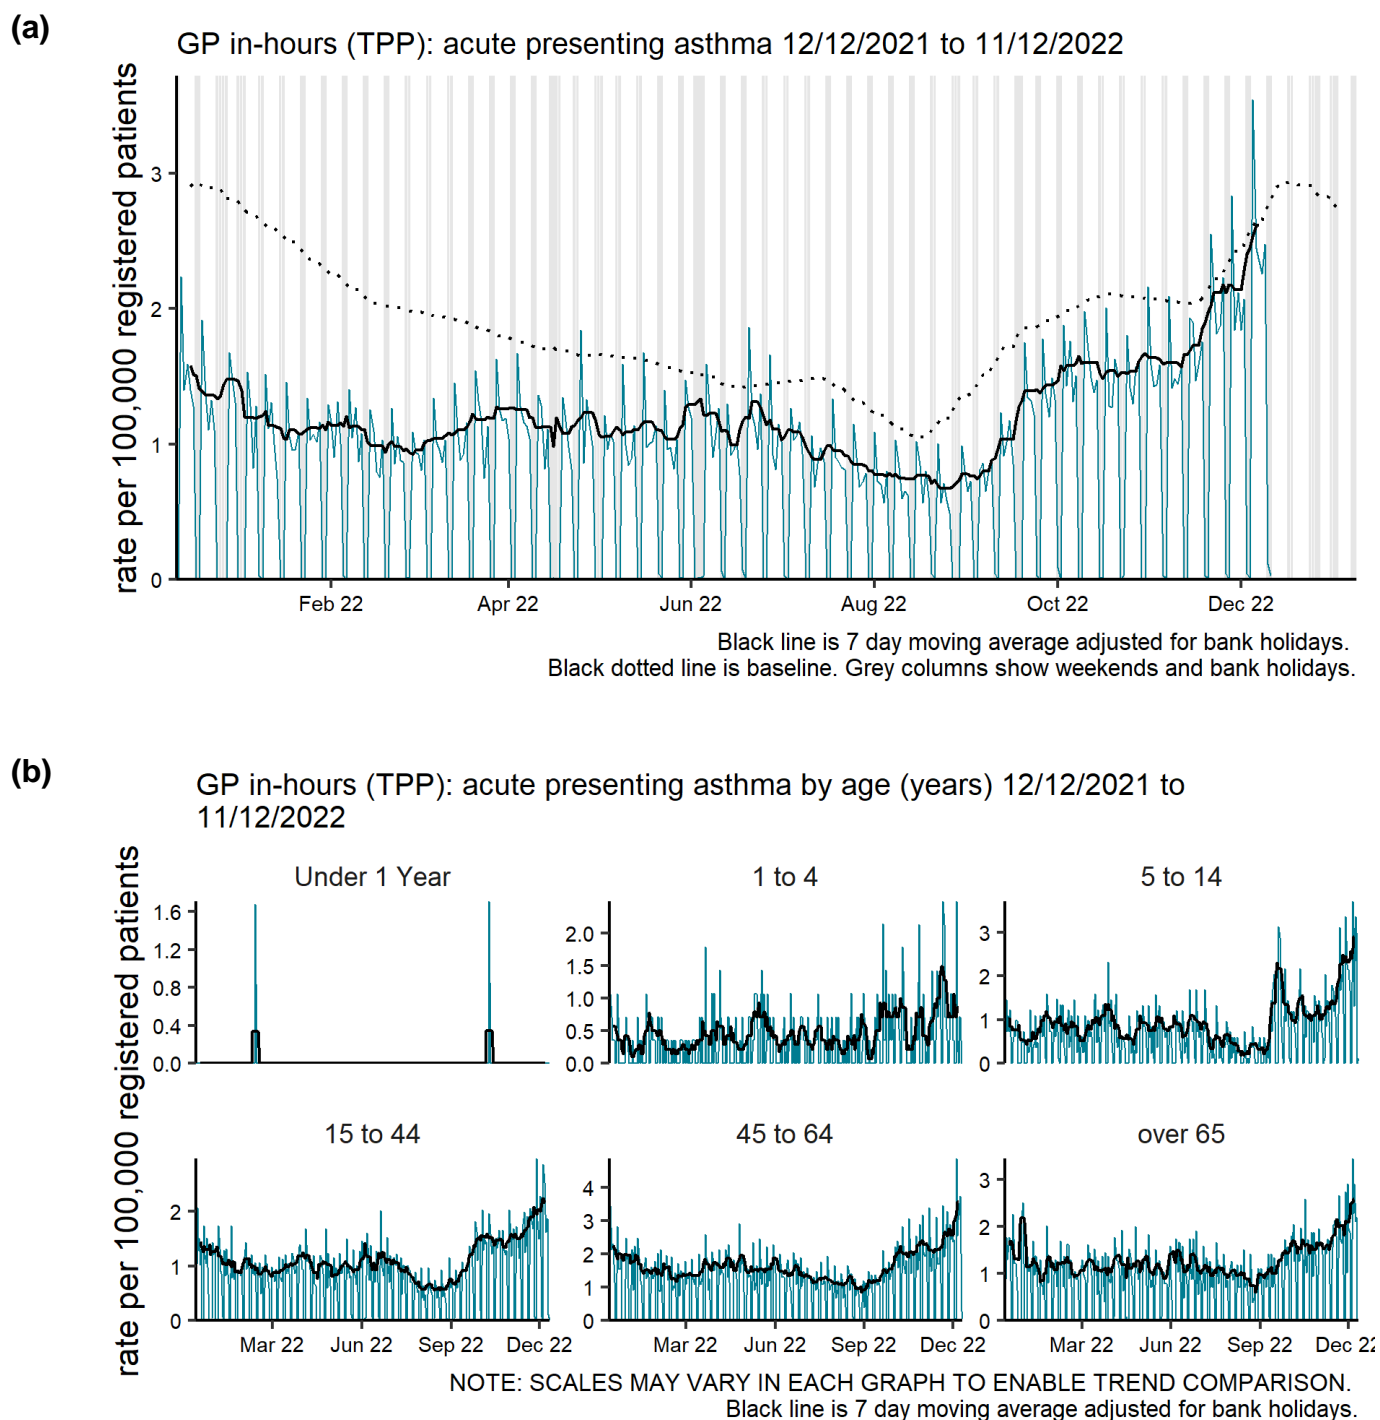 (a)
GP in-hours (TPP): acute presenting asthma 12/12/2021 to 11/12/2022
rate per 100,000 registered patients
3
2
1
0
Feb 22
Apr 22
Jun 22
Aug 22
Oct 22
Dec 22
Black line is 7 day moving average adjusted for bank holidays.
Black dotted line is baseline. Grey columns show weekends and bank holidays.
(b)
GP in-hours (TPP): acute presenting asthma by age (years) 12/12/2021 to
11/12/2022
rate per 100,000 registered patients
Under 1 Year
1.6
1.2
0.8
0.4
0.0
1 to 4
2.0
1.5
1.0
0.5
0.0
5 to 14
3
2
1
0
15 to 44
2
1
0
Mar 22
Jun 22
Sep 22
Dec 22
45 to 64
4
3
2
1
0
Mar 22
Jun 22
Sep 22
Dec 22
over 65
3
2
1
0
Mar 22
Jun 22
Sep 22
Dec 22
NOTE: SCALES MAY VARY IN EACH GRAPH TO ENABLE TREND COMPARISON.
Black line is 7 day moving average adjusted for bank holidays.